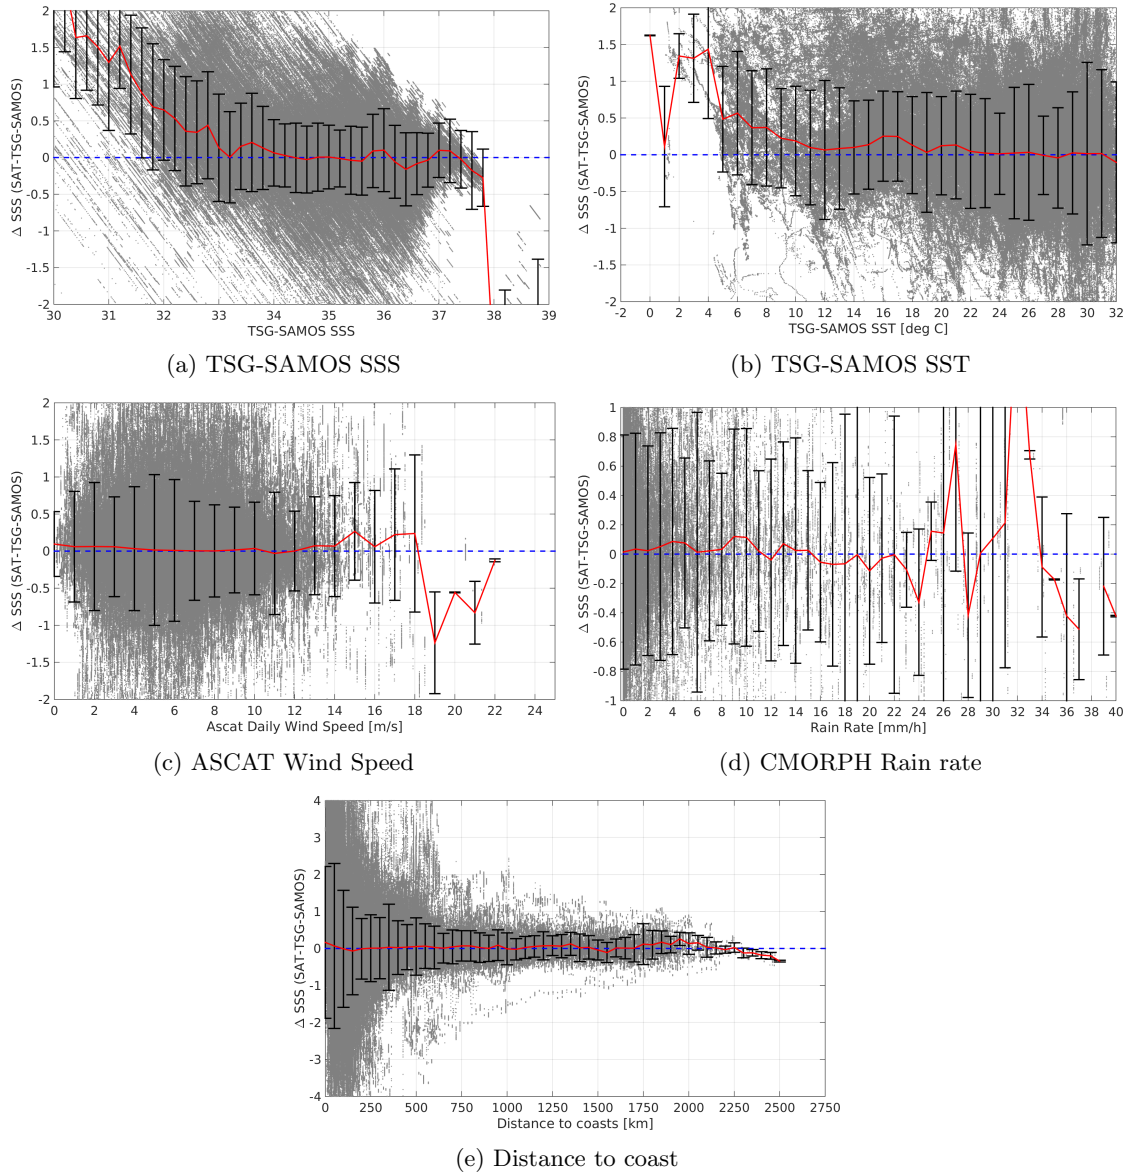 Δ SSS (SAT-TSG-SAMOS)
2
1.5
1
0.5
0
-0.5
-1
-1.5
-2
30 31 32 33 34 35 36 37 38 39
TSG-SAMOS SSS
(a) TSG-SAMOS SSS
Δ SSS (SAT-TSG-SAMOS)
2
1.5
1
0.5
0
-0.5
-1
-1.5
-2
-2 0 2 4 6 8 10 12 14 16 18 20 22 24 26 28 30 32
TSG-SAMOS SST [deg C]
(b) TSG-SAMOS SST
Δ SSS (SAT-TSG-SAMOS)
2
1.5
1
0.5
0
-0.5
-1
-1.5
-2
0 2 4 6 8 10 12 14 16 18 20 22 24
Ascat Daily Wind Speed [m/s]
(c) ASCAT Wind Speed
Δ SSS (SAT-TSG-SAMOS)
1
0.8
0.6
0.4
0.2
0
-0.2
-0.4
-0.6
-0.8
-1
0 2 4 6 8 10 12 14 16 18 20 22 24 26 28 30 32 34 36 38 40
Rain Rate [mm/h]
(d) CMORPH Rain rate
Δ SSS (SAT-TSG-SAMOS)
4
3
2
1
0
-1
-2
-3
-4
0 250 500 750 1000 1250 1500 1750 2000 2250 2500 2750
Distance to coasts [km]
(e) Distance to coast